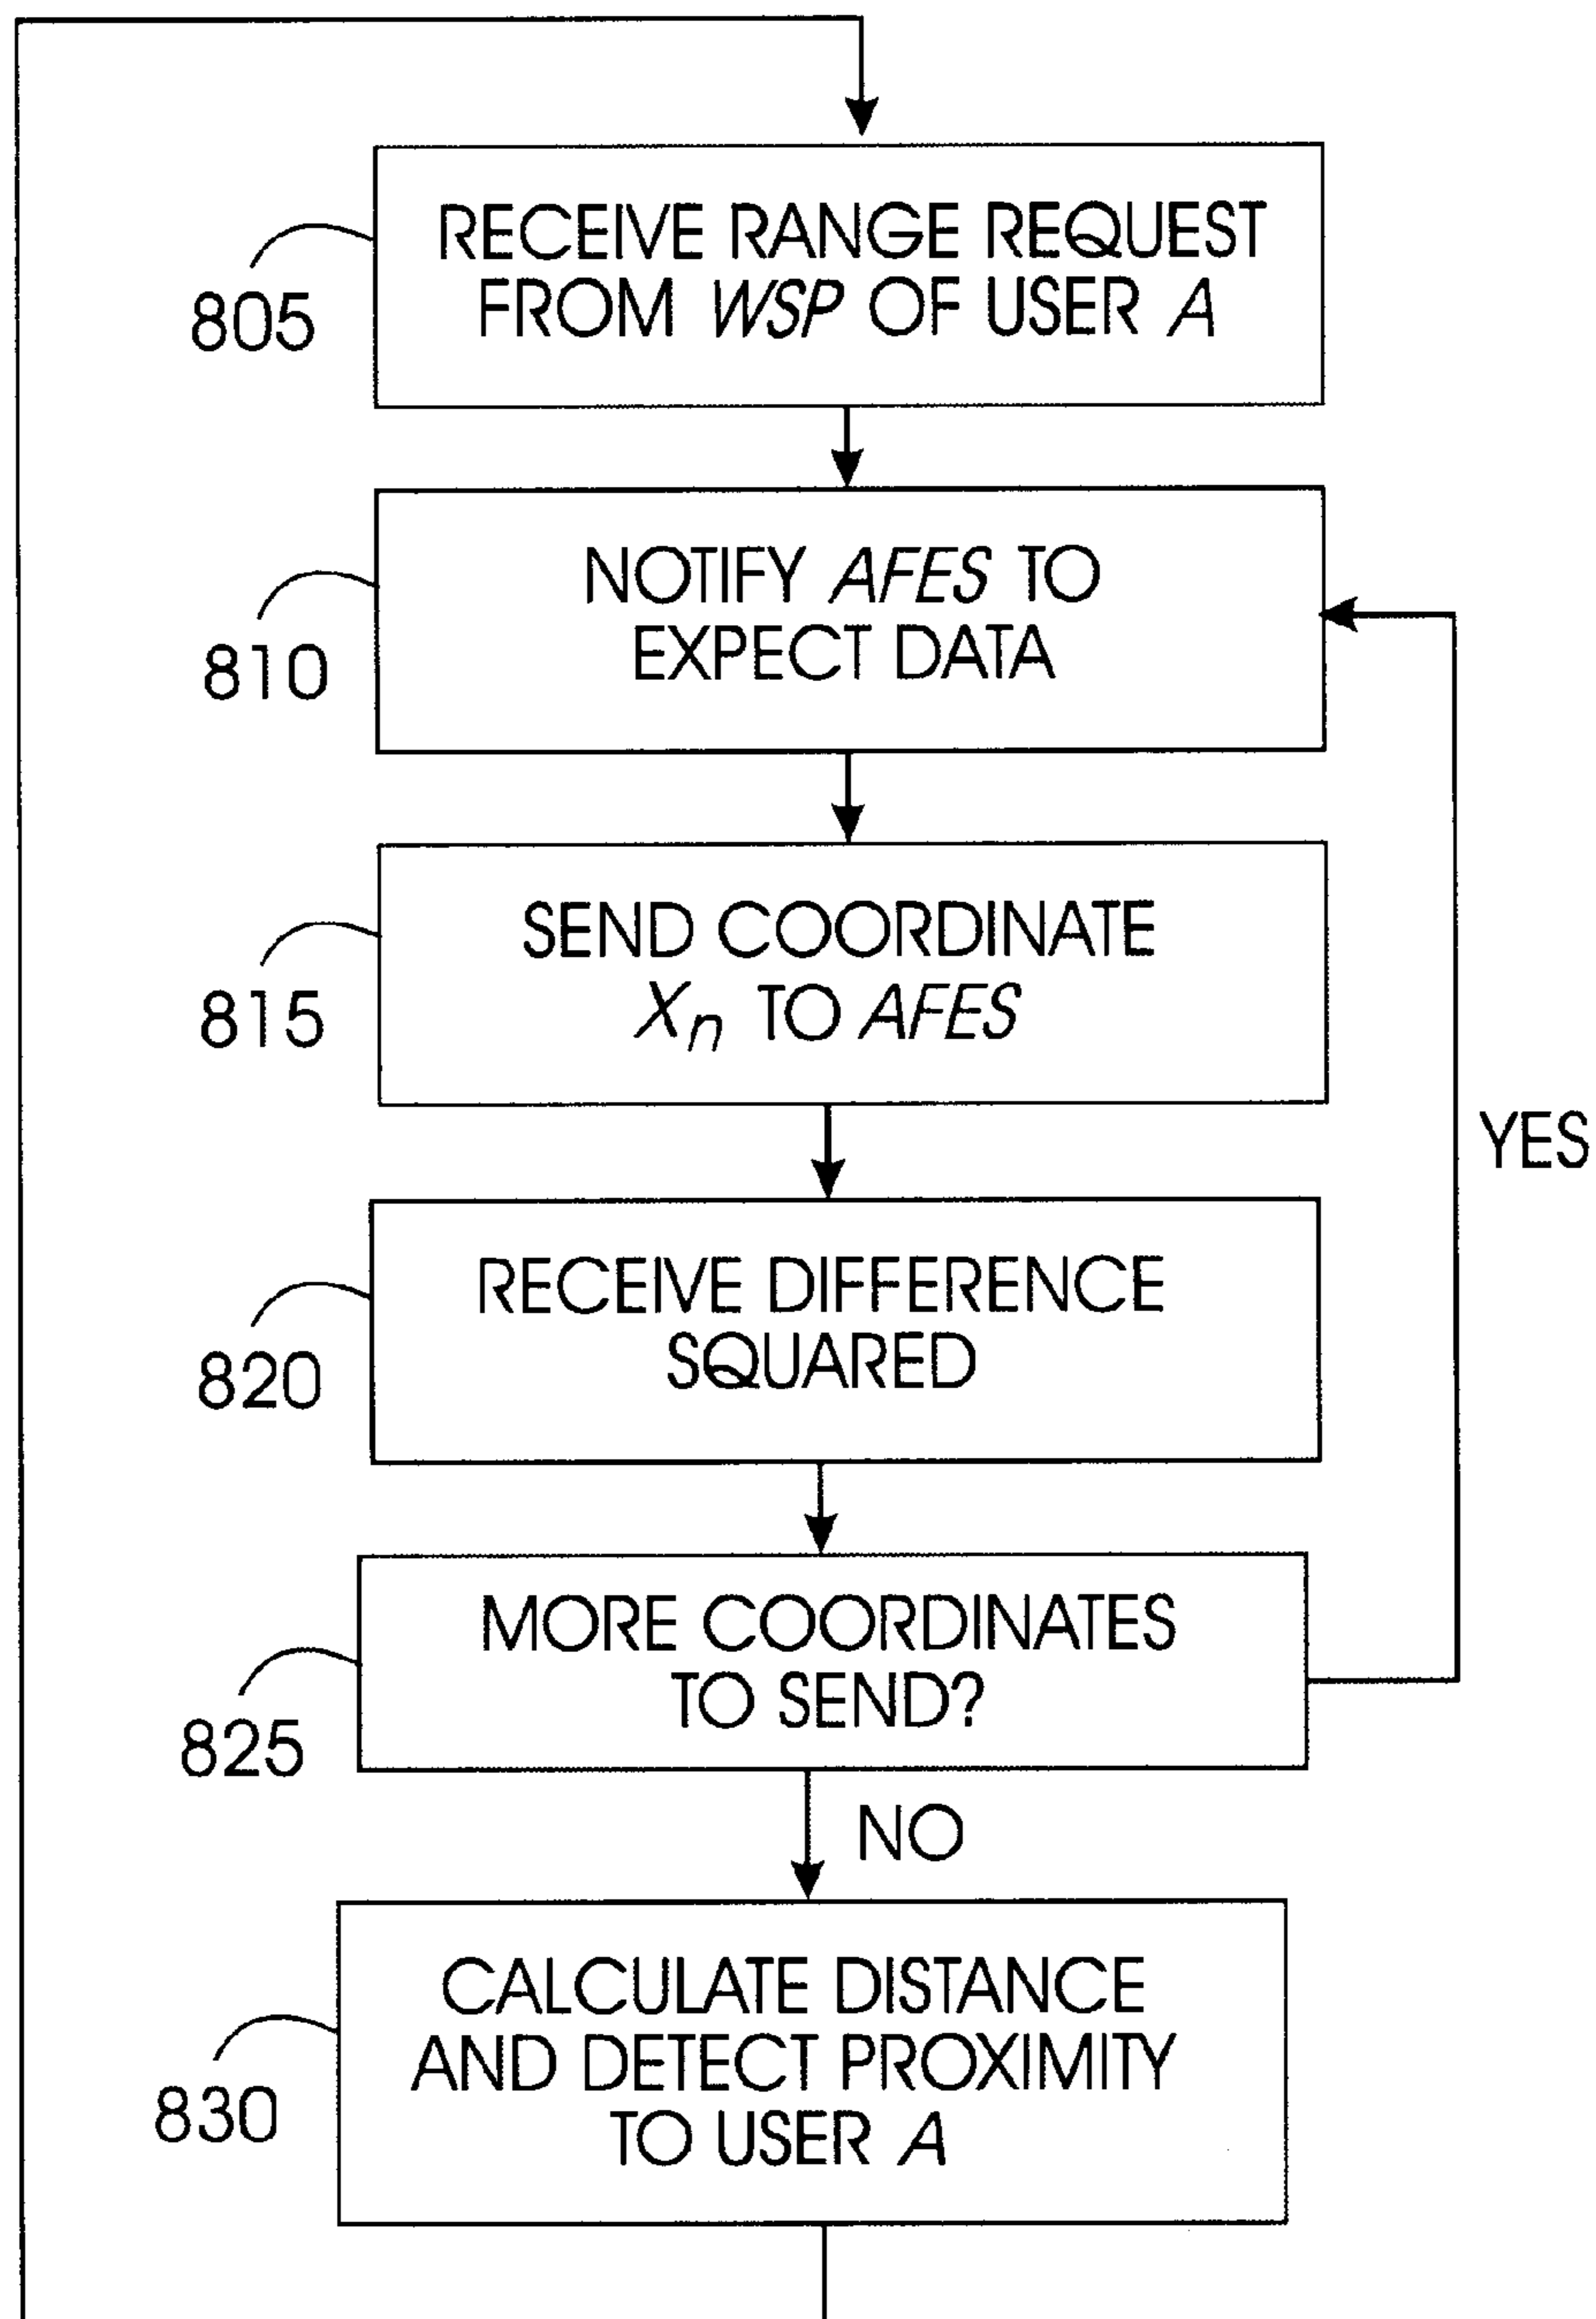 RECEIVE RANGE REQUEST
FROM WSP OF USER A
805
NOTIFY AFES TO
EXPECT DATA
810
SEND COORDINATE
Xn TO AFES
815
YES
RECEIVE DIFFERENCE
SQUARED
820
MORE COORDINATES
TO SEND?
825
NO
CALCULATE DISTANCE
AND DETECT PROXIMITY
TO USER A
830